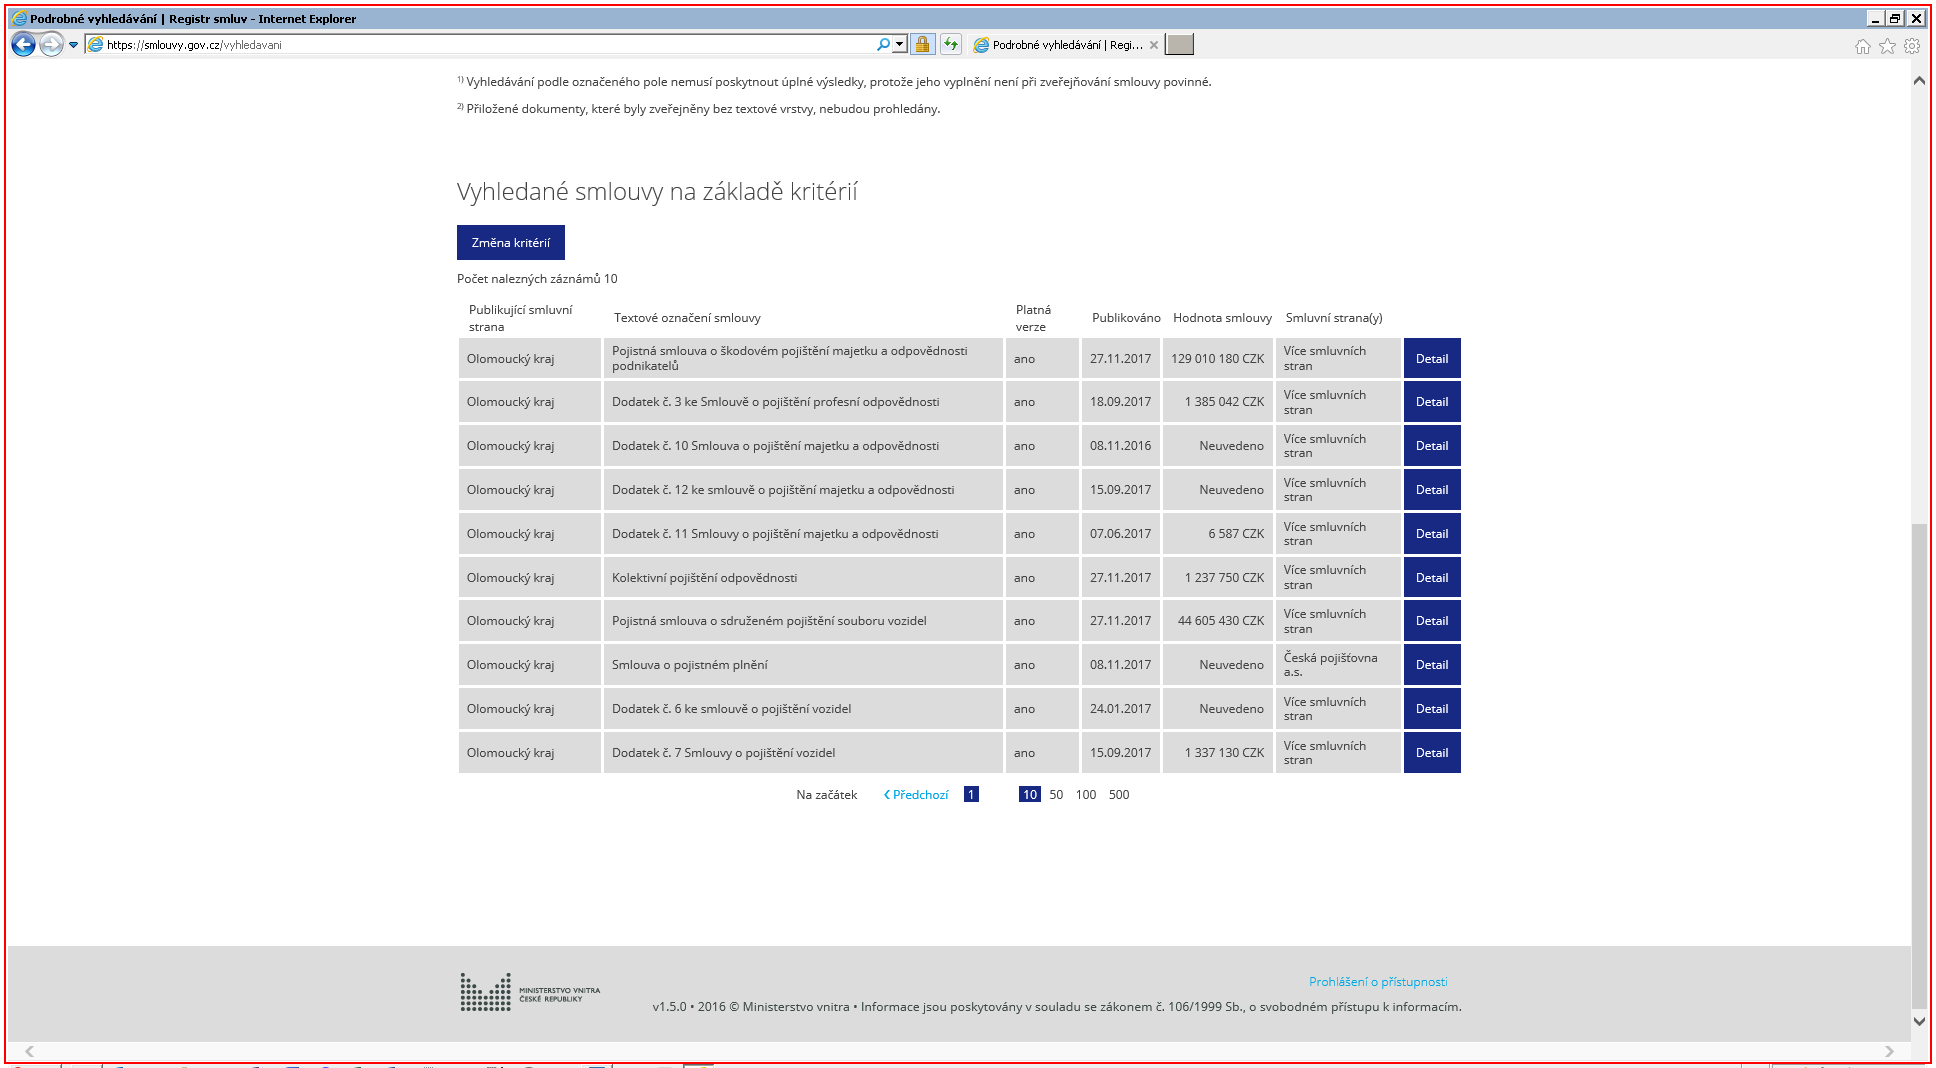 Podrobné vyhledávání | Registr smluv - Internet Explorer
https://smlouvy.gov.cz/vyhledavani
Podrobné vyhledávání | Regi...
1) Vyhledávání podle označeného pole nemusí poskytnout úplné výsledky, protože jeho vyplnění není při zveřejňování smlouvy povinné.
2) Přiložené dokumenty, které byly zveřejněny bez textové vrstvy, nebudou prohledány.
Vyhledané smlouvy na základě kritérií
Změna kritérií
Počet nalezných záznámů 10
Publikující smluvní strana Textové označení smlouvy Platná verze Publikováno Hodnota smlouvy Smluvní strana(y)
Olomoucký kraj Pojistná smlouva o škodovém pojištění majetku a odpovědnosti podnikatelů ano 27.11.2017 129 010 180 CZK Více smluvních stran Detail
Olomoucký kraj Dodatek č. 3 ke Smlouvě o pojištění profesní odpovědnosti ano 18.09.2017 1 385 042 CZK Více smluvních stran Detail
Olomoucký kraj Dodatek č. 10 Smlouva o pojištění majetku a odpovědnosti ano 08.11.2016 Neuvedeno Více smluvních stran Detail
Olomoucký kraj Dodatek č. 12 ke smlouvě o pojištění majetku a odpovědnosti ano 15.09.2017 Neuvedeno Více smluvních stran Detail
Olomoucký kraj Dodatek č. 11 Smlouvy o pojištění majetku a odpovědnosti ano 07.06.2017 6 587 CZK Více smluvních stran Detail
Olomoucký kraj Kolektivní pojištění odpovědnosti ano 27.11.2017 1 237 750 CZK Více smluvních stran Detail
Olomoucký kraj Pojistná smlouva o sdruženém pojištění souboru vozidel ano 27.11.2017 44 605 430 CZK Více smluvních stran Detail
Olomoucký kraj Smlouva o pojistném plnění ano 08.11.2017 Neuvedeno Česká pojišťovna a.s. Detail
Olomoucký kraj Dodatek č. 6 ke smlouvě o pojištění vozidel ano 24.01.2017 Neuvedeno Více smluvních stran Detail
Olomoucký kraj Dodatek č. 7 Smlouvy o pojištění vozidel ano 15.09.2017 1 337 130 CZK Více smluvních stran Detail
Na začátek Předchozí 1 10 50 100 500
MINISTERSTVO VNITRA
ČESKÉ REPUBLIKY
Prohlášení o přístupnosti
v1.5.0 • 2016 © Ministerstvo vnitra • Informace jsou poskytovány v souladu se zákonem č. 106/1999 Sb., o svobodném přístupu k informacím.